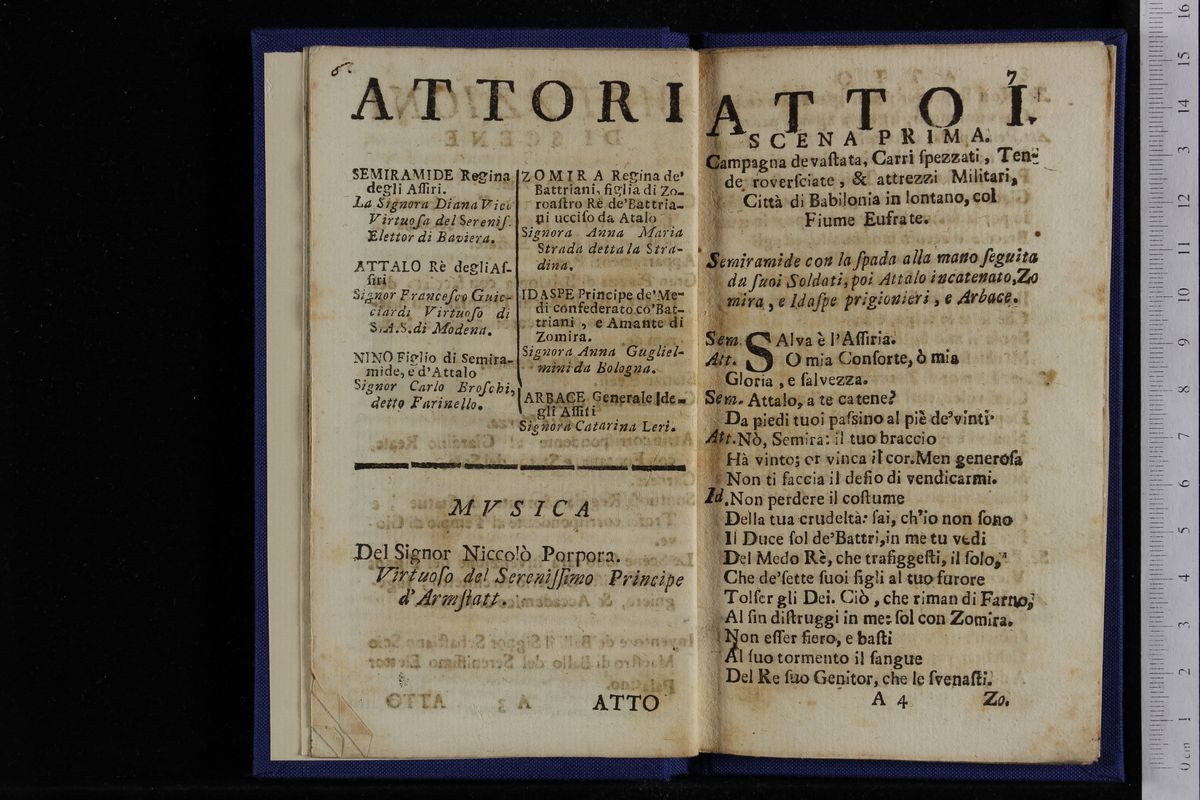 6
ATTORI
SEMIRAMIDE Regina
degli Aſſiri.
La Signora Diana Vico
Virtuoſa del Sereniſ.
Elettor di Baviera.
ATTALO Rè degli Aſ-
ſiri
Signor Franceſco Guic-
ciardi Virtuoſo di
S.A.S. di Modena.
NINO Figlio di Semira-
mide, e d'Attalo
Signor Carlo Broſchi,
detto Farinello.
ZOMIRA Regina de'
Battriani, figlia di Zo-
roaſtro Rè de'Battria-
ni ucciſo da Atalo
Signora Anna Maria
Strada detta la Stra-
dina.
IDASPE Principe de'Me-
di confederato co'Bat-
triani , e Amante di
Zomira.
Signora Anna Gugliel-
mini da Bologna.
ARBACE Generale de-
gli Aſſiti
Signora Catarina Leri.
MVSICA
Del Signor Niccolò Porpora.
Virtuoſo del Sereniſſimo Principe
d'Armſtatt.
ATTO
7
ATTO I.
SCENA PRIMA.
Campagna devaſtata, Carri ſpezzati , Ten-
de roverſciate , & attrezzi Militari,
Città di Babilonia in lontano, col
Fiume Eufrate.
Semiramide con la ſpada alla mano ſeguita
da ſuoi Soldati, poi Attalo incatenato, Zo
mira , e Idaſpe prigionieri , e Arbace.
Sem. SAlva è l'Aſſiria.
Att. O mia Conſorte, ò mia
Gloria , e ſalvezza.
Sem. Attalo, a te catene?
Da piedi tuoi paſsino al piè de'vinti.
Att. Nò, Semira: il tuo braccio
Hà vinto; or vinca il cor. Men generoſa
Non ti faccia il deſio di vendicarmi.
Id. Non perdere il coſtume
Della tua crudeltà: ſai, ch'io non ſono
Il Duce ſol de'Battri, in me tu vedi
Del Medo Rè, che trafiggeſti, il ſolo,
Che de'ſette ſuoi figli al tuo furore
Tolſer gli Dei. Ciò , che riman di Farno,
Al fin diſtruggi in me: ſol con Zomira.
Non eſſer fiero, e baſti
Al ſuo tormento il ſangue
Del Re ſuo Genitor, che le ſvenaſti.
A 4 Zo.